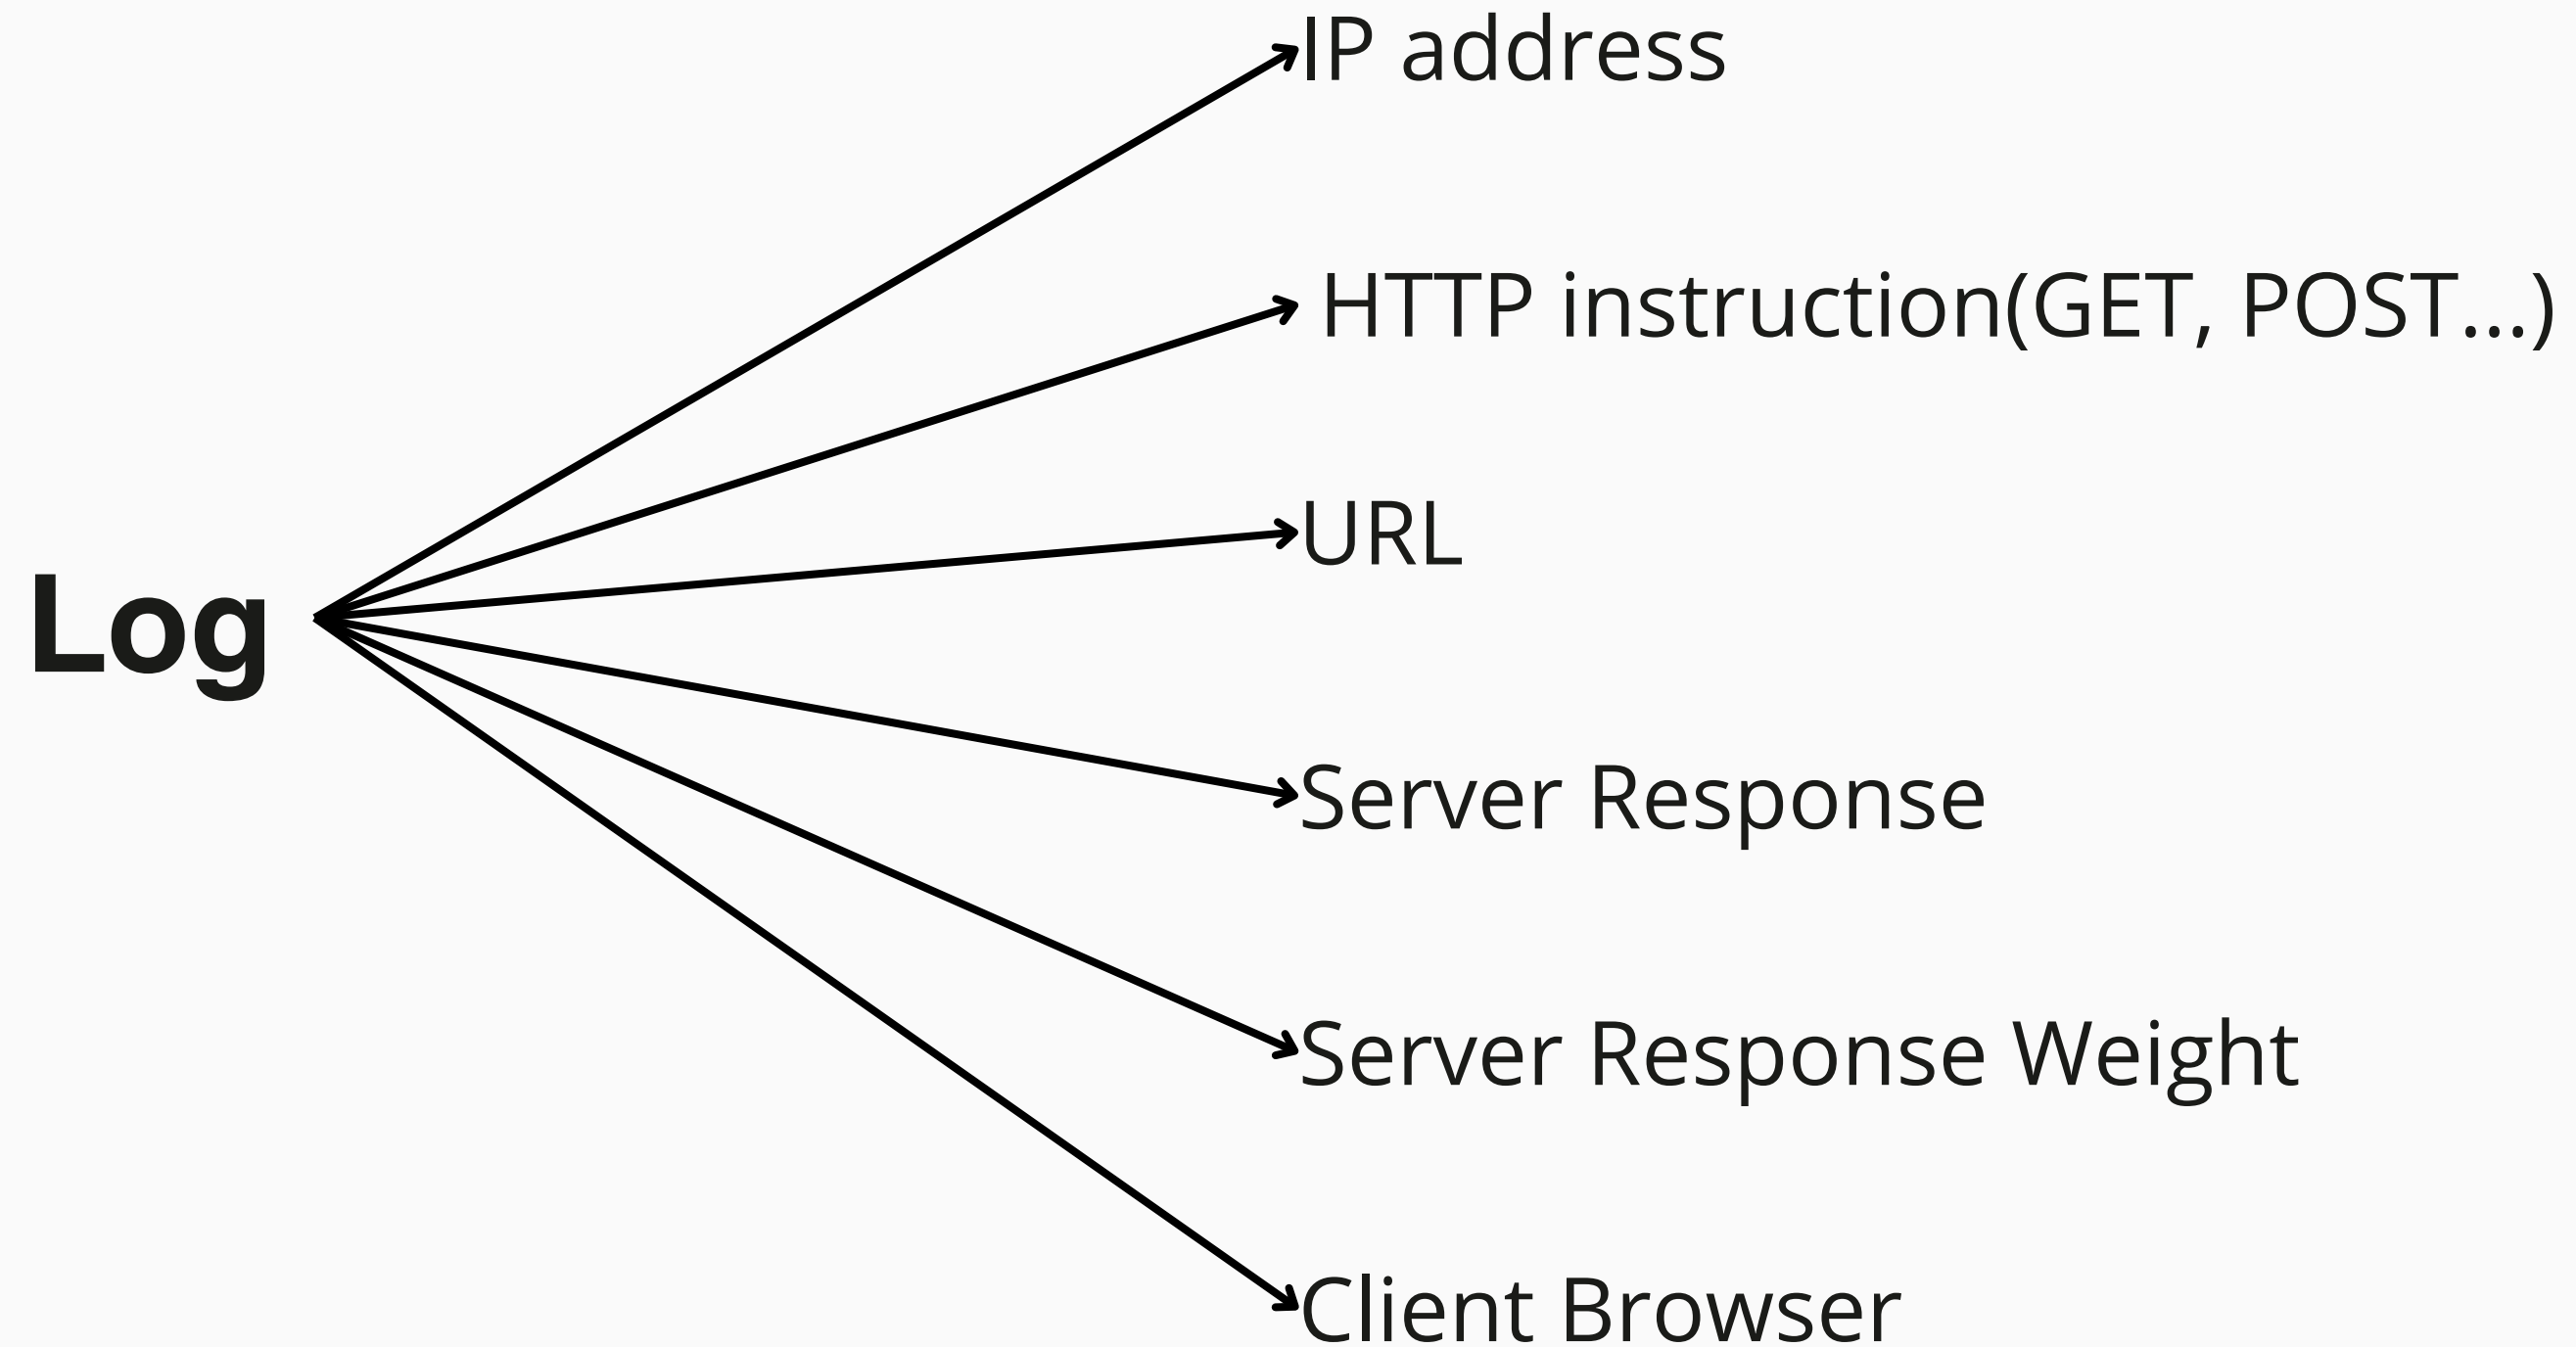 Log
IP address
HTTP instruction(GET, POST...)
URL
Server Response
Server Response Weight
Client Browser